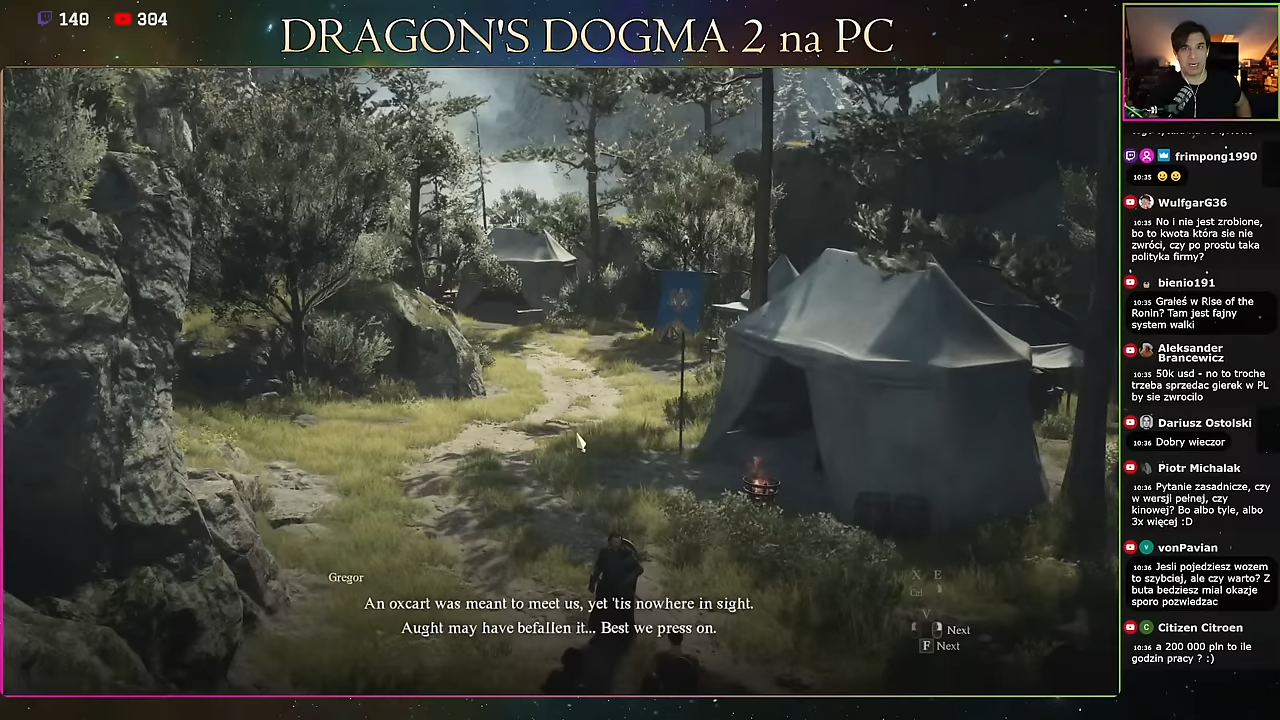 140 304
DRAGON'S DOGMA 2 na PC
frimpong1990
10:35
WulfgarG36
10:35 No i nie jest zrobione,
bo to kwota która sie nie
zwróci, czy po prostu taka
polityka firmy?
bienio191
10:35 Grałeś w Rise of the
Ronin? Tam jest fajny
system walki
Aleksander
Brancewicz
10:35 50k usd - no to troche
trzeba sprzedac gierek w PL
by sie zwrocilo
Dariusz Ostolski
10:36 Dobry wieczor
Piotr Michalak
10:36 Pytanie zasadnicze, czy
w wersji pełnej, czy
kinowej? Bo albo tyle, albo
3x więcej :D
vonPavian
10:36 Jesli pojedziesz wozem
to szybciej, ale czy warto? Z
buta bedziesz mial okazje
sporo pozwiedzac
Citizen Citroen
10:36 a 200 000 pln to ile
godzin pracy ? :)
Gregor
An oxcart was meant to meet us, yet 'tis nowhere in sight.
Aught may have befallen it... Best we press on.
X E
Ctrl
V
Next
F Next